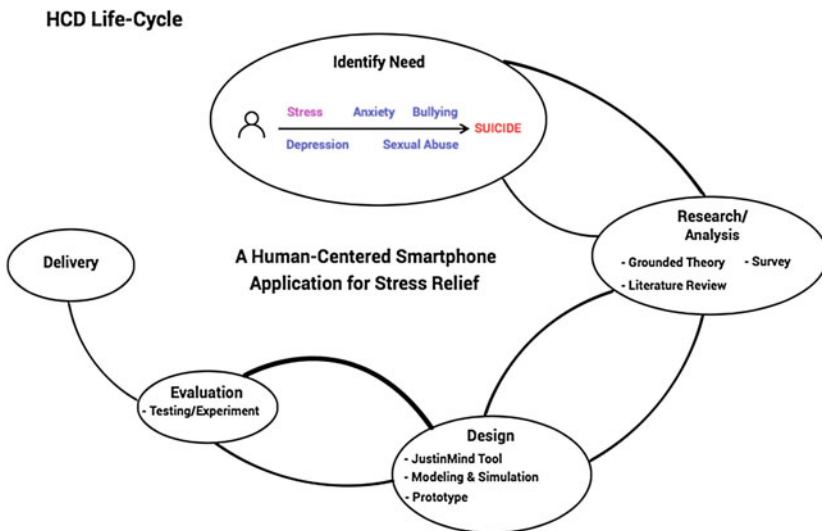 HCD Life-Cycle
Identify Need
Stress Anxiety Bullying
SUICIDE
Depression Sexual Abuse
Research/
Analysis
- Grounded Theory - Survey
- Literature Review
A Human-Centered Smartphone
Application for Stress Relief
Delivery
Evaluation
- Testing/Experiment
Design
- JustinMind Tool
- Modeling & Simulation
- Prototype